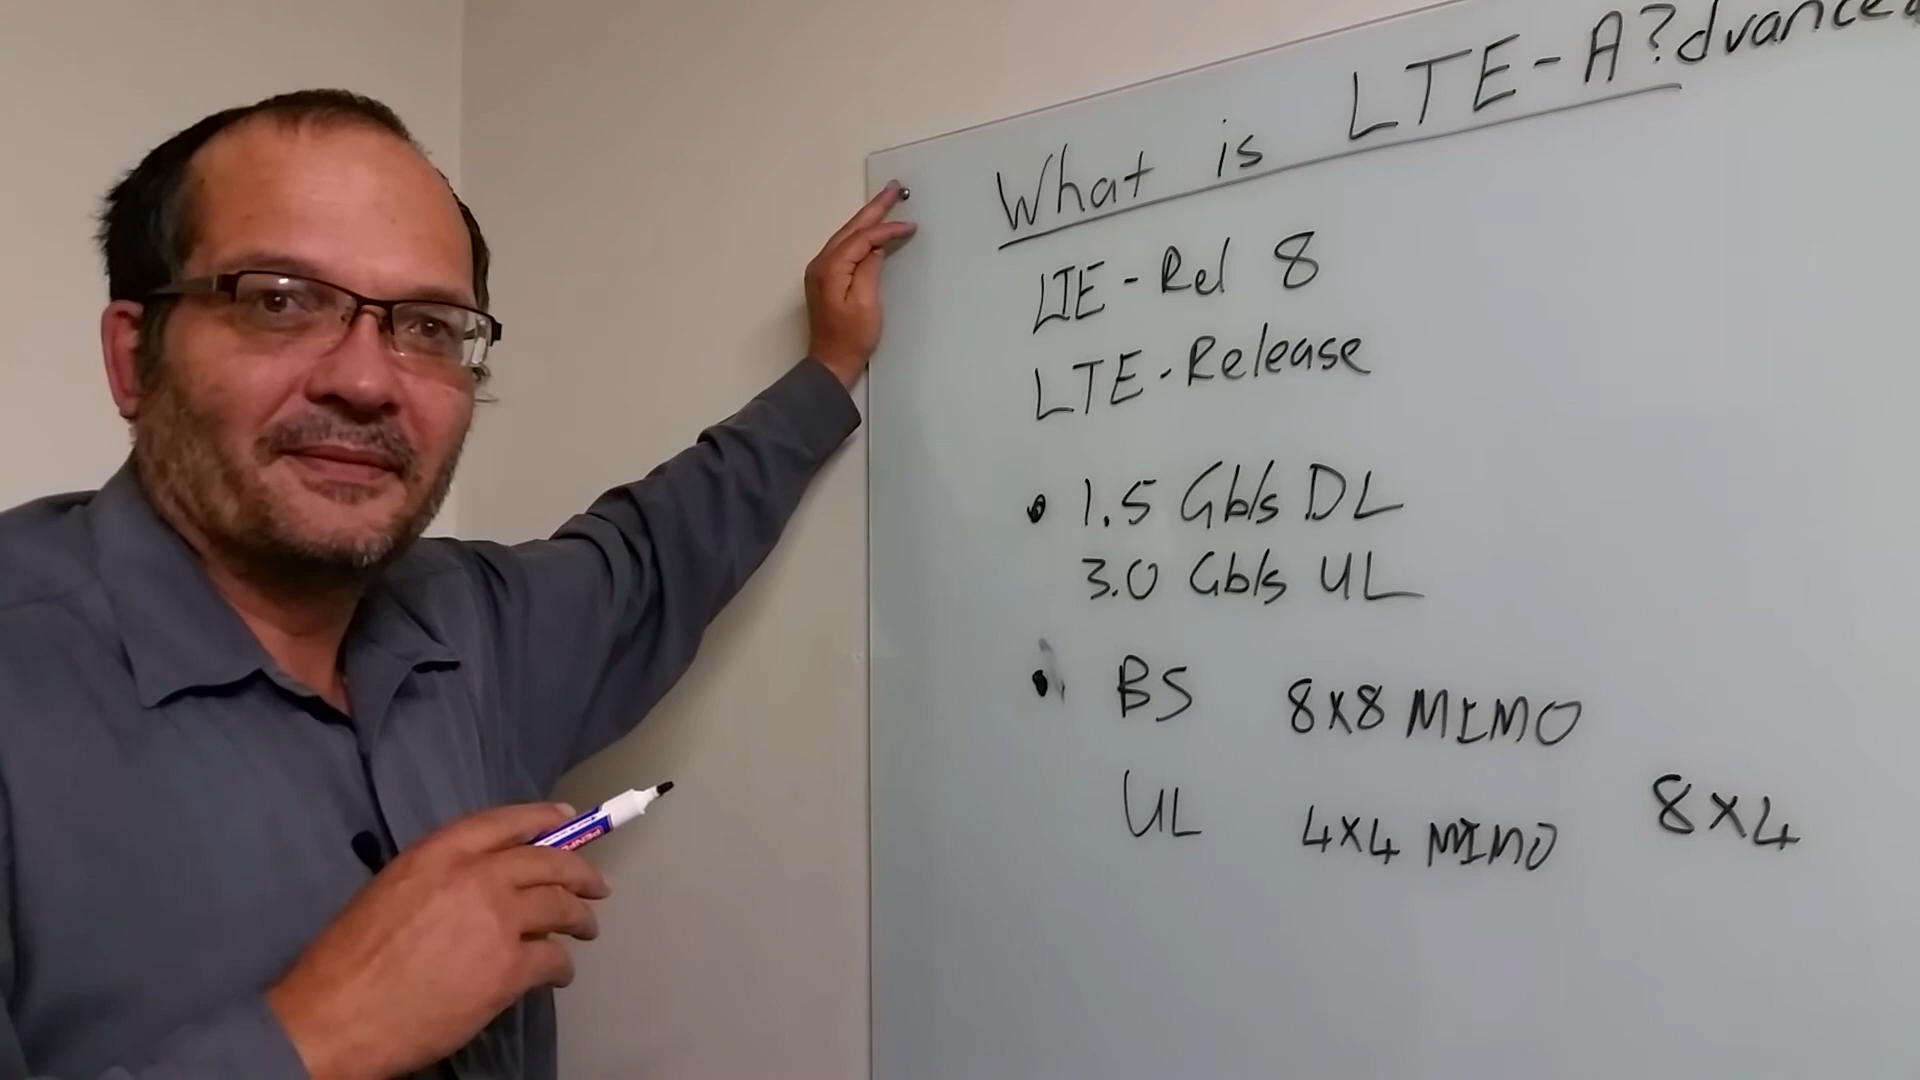 What is LTE-A?dvanced
LTE-Rel 8
LTE-Release
• 1.5 Gb/s DL
3.0 Gb/s UL
• BS 8x8 MIMO
UL 4x4 MIMO 8x4